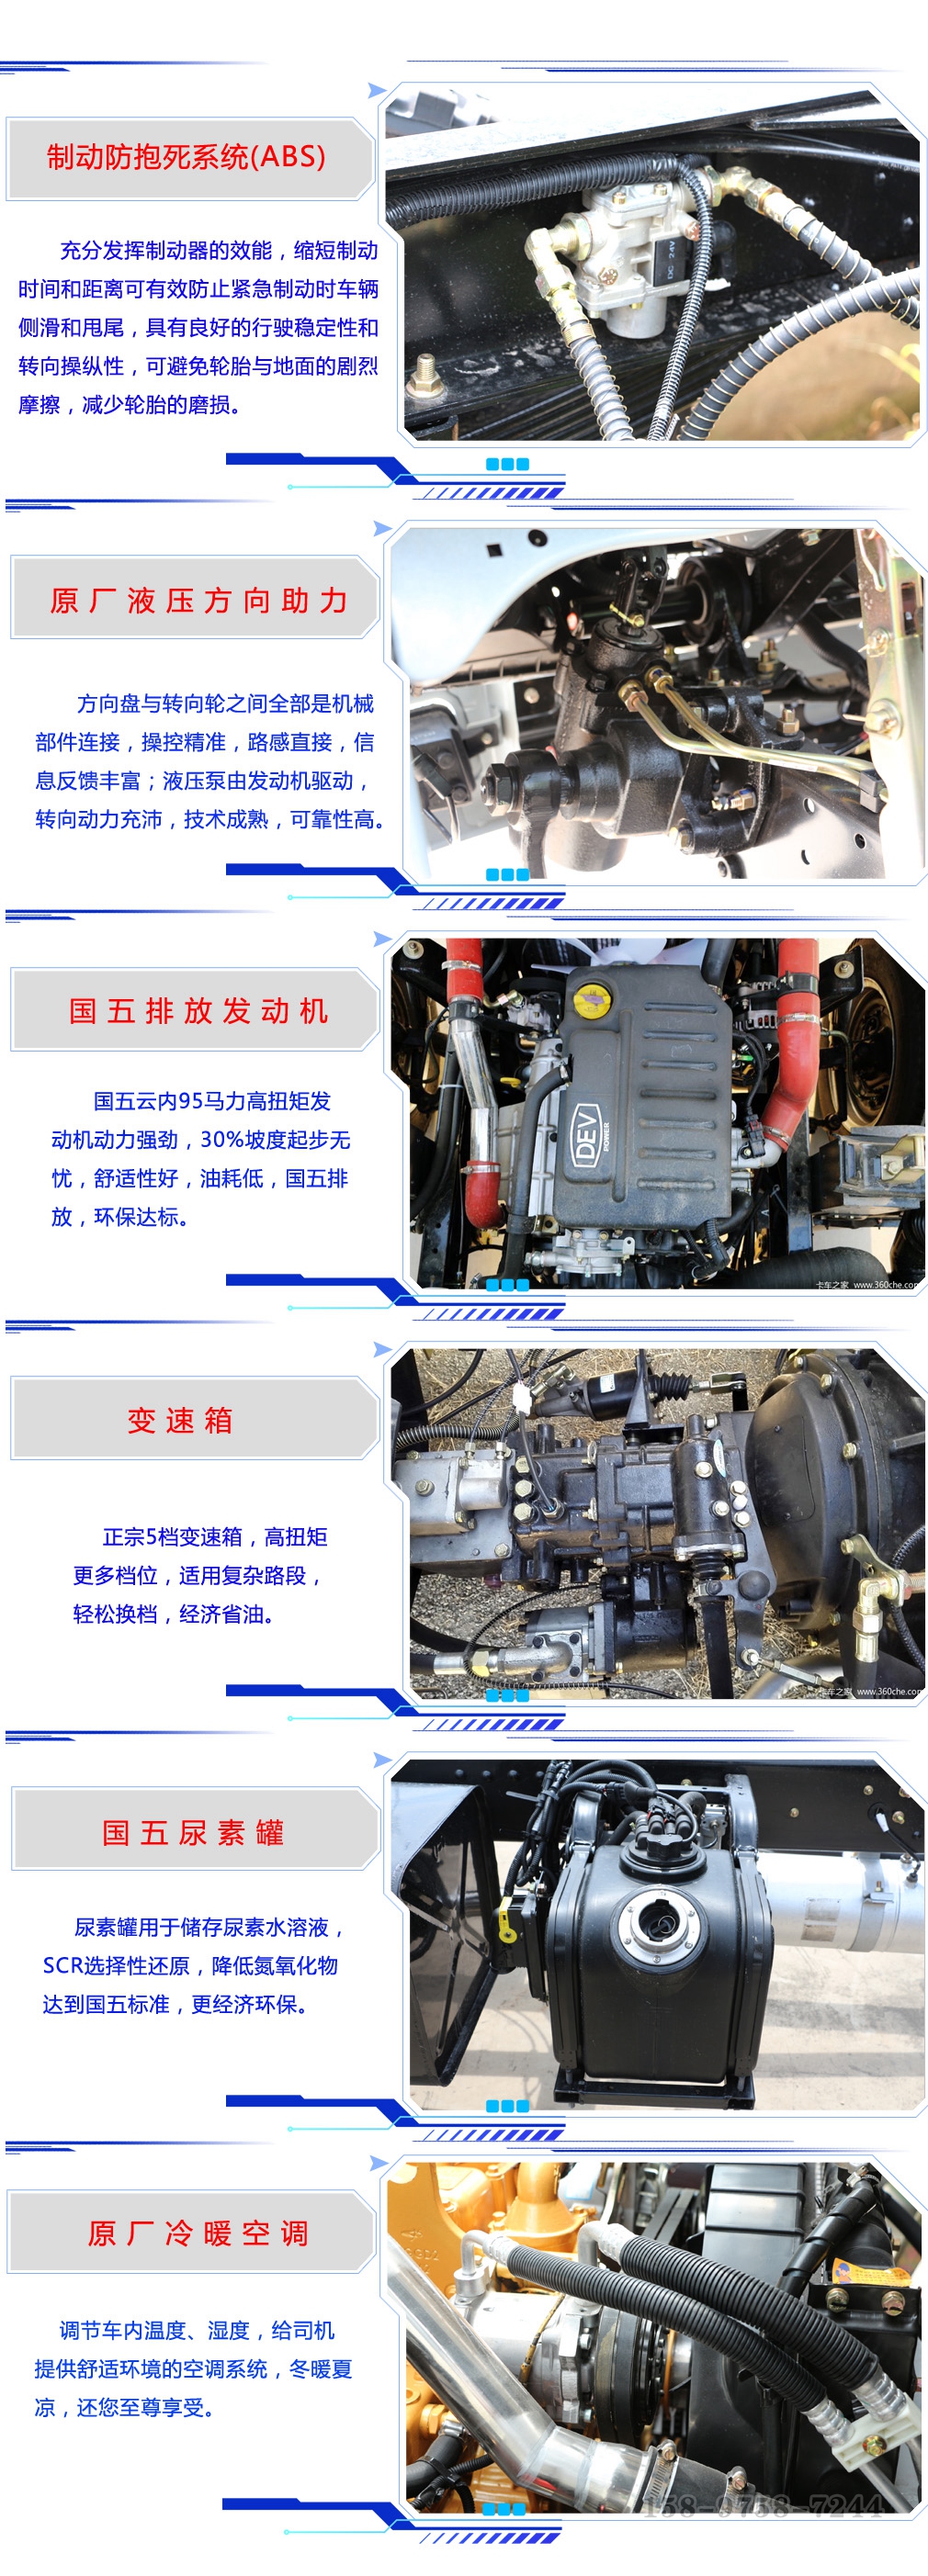 制动防抱死系统(ABS)
充分发挥制动器的效能，缩短制动
时间和距离可有效防止紧急制动时车辆
侧滑和甩尾，具有良好的行驶稳定性和
转向操纵性，可避免轮胎与地面的剧烈
摩擦，减少轮胎的磨损。
DC 24V
原厂液压方向助力
方向盘与转向轮之间全部是机械
部件连接，操控精准，路感直接，信
息反馈丰富；液压泵由发动机驱动，
转向动力充沛，技术成熟，可靠性高。
国五排放发动机
国五云内95马力高扭矩发
动机动力强劲，30%坡度起步无
忧，舒适性好，油耗低，国五排
放，环保达标。
DEV
POWER
卡车之家 www.360che.com
变速箱
正宗5档变速箱，高扭矩
更多档位，适用复杂路段，
轻松换档，经济省油。
卡车之家 www.360che.com
国五尿素罐
尿素罐用于储存尿素水溶液，
SCR选择性还原，降低氮氧化物
达到国五标准，更经济环保。
原厂冷暖空调
调节车内温度、湿度，给司机
提供舒适环境的空调系统，冬暖夏
凉，还您至尊享受。